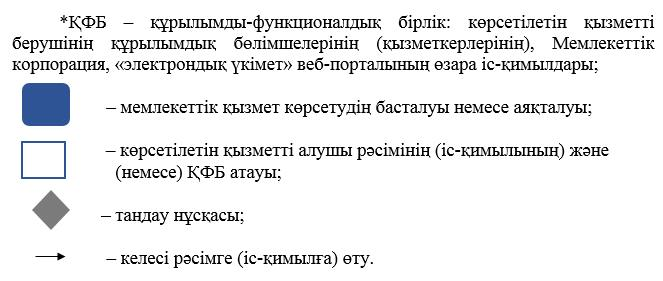 *ҚФБ – құрылымды-функционалдық бірлік: көрсетілетін қызметті
берушінің құрылымдық бөлімшелерінің (қызметкерлерінің), Мемлекеттік
корпорация, «электрондық үкімет» веб-порталының өзара іс-қимылдары;
– мемлекеттік қызмет көрсетудің басталуы немесе аяқталуы;
– көрсетілетін қызметті алушы рәсімінің (іс-қимылының) және
(немесе) ҚФБ атауы;
– таңдау нұсқасы;
– келесі рәсімге (іс-қимылға) өту.